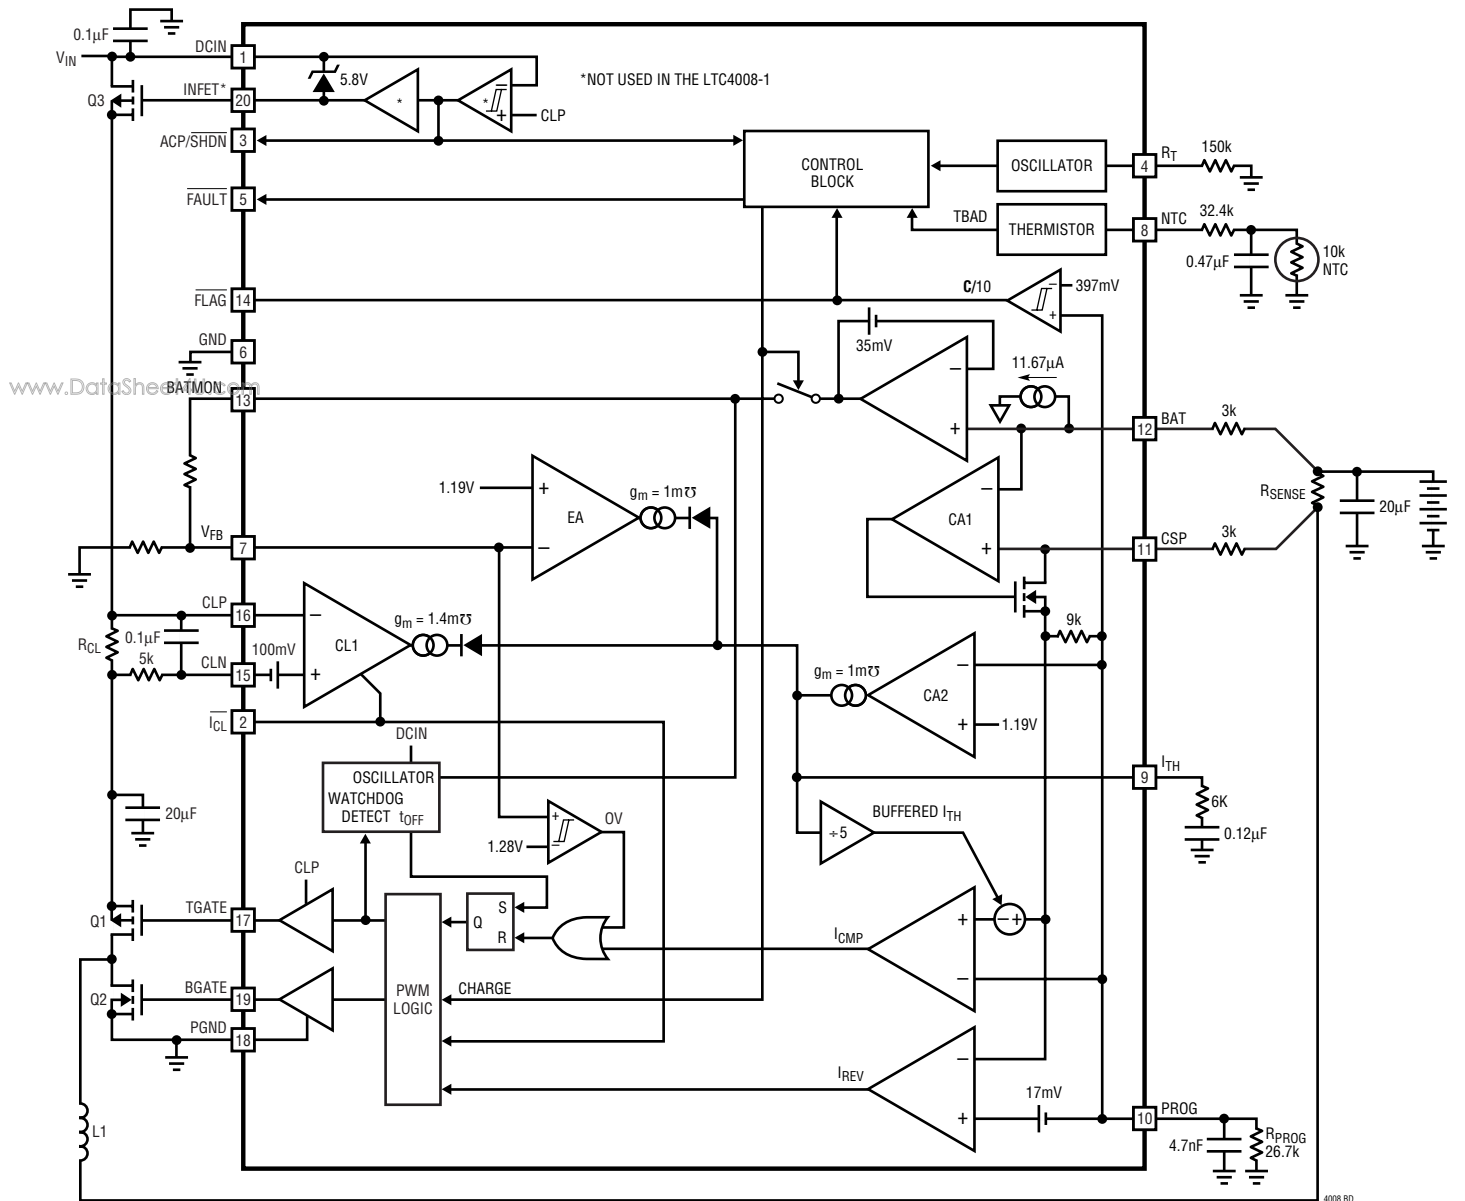 0.1µF
VIN
DCIN
1
5.8V
*NOT USED IN THE LTC4008-1
INFET*
20
Q3
*
*
–
+
CLP
ACP/SHDN
3
CONTROL
BLOCK
OSCILLATOR
4
RT
150k
FAULT
5
TBAD
THERMISTOR
8
NTC
32.4k
0.47µF
10k
NTC
FLAG
14
C/10
–
397mV
+
35mV
GND
6
www.DataSheet4U.com
BATMON
13
–
11.67µA
+
12
BAT
3k
RSENSE
20µF
1.19V
+
EA
–
gm = 1m℧
–
CA1
+
11
CSP
3k
VFB
7
CLP
16
–
gm = 1.4m℧
CL1
+
RCL
0.1µF
5k
CLN
15
100mV
9k
gm = 1m℧
–
CA2
+
1.19V
ICL
2
DCIN
OSCILLATOR
WATCHDOG
DETECT tOFF
20µF
+
–
1.28V
OV
9
ITH
6K
0.12µF
÷5
BUFFERED ITH
CLP
Q1
TGATE
17
S
Q
R
ICMP
+
–
– +
Q2
BGATE
19
PWM
LOGIC
CHARGE
PGND
18
IREV
–
+
17mV
10
PROG
4.7nF
RPROG
26.7k
L1
4008 BD